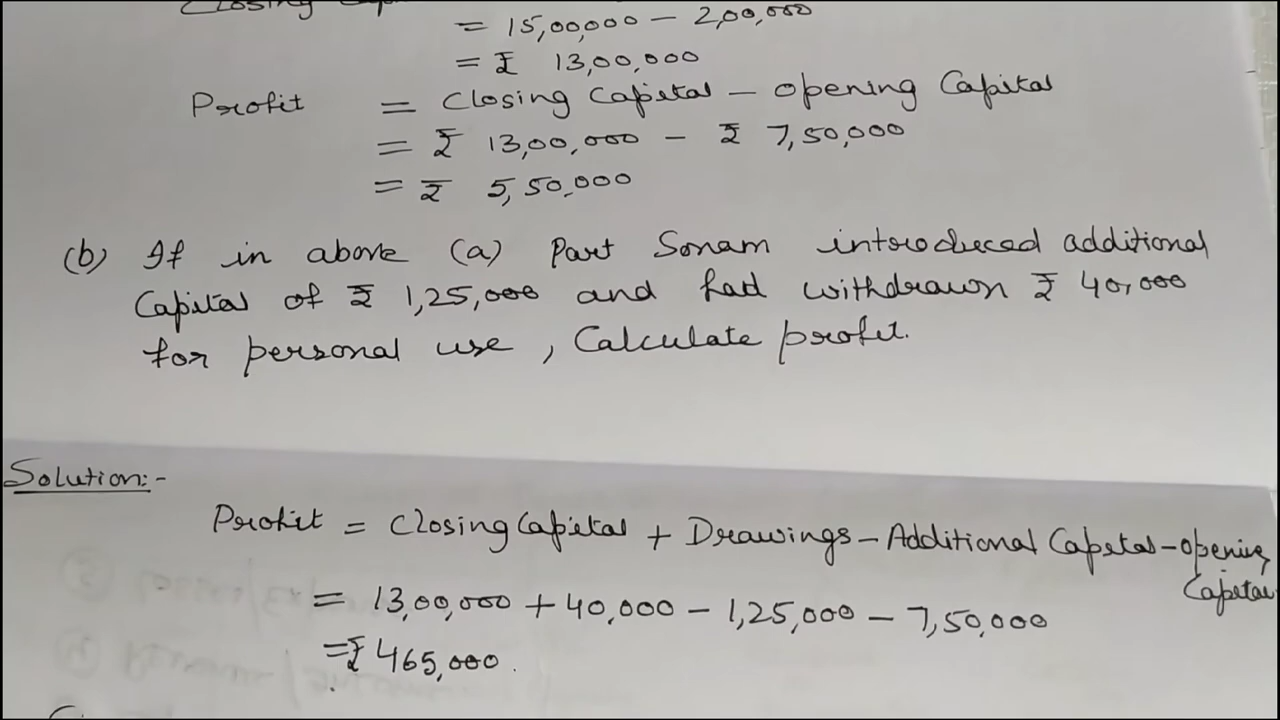 Closing
= 15,00,000 - 2,00,000
= ₹ 13,00,000
Profit = Closing Capital - Opening Capital
= ₹ 13,00,000 - ₹ 7,50,000
= ₹ 5,50,000
(b) If in above (a) Part Sonam introduced additional
Capital of ₹ 1,25,000 and had withdrawn ₹ 40,000
for personal use, Calculate profit.
Solution:-
Profit = Closing Capital + Drawings - Additional Capital - Opening
Capital
= 13,00,000 + 40,000 - 1,25,000 - 7,50,000
= ₹ 465,000.